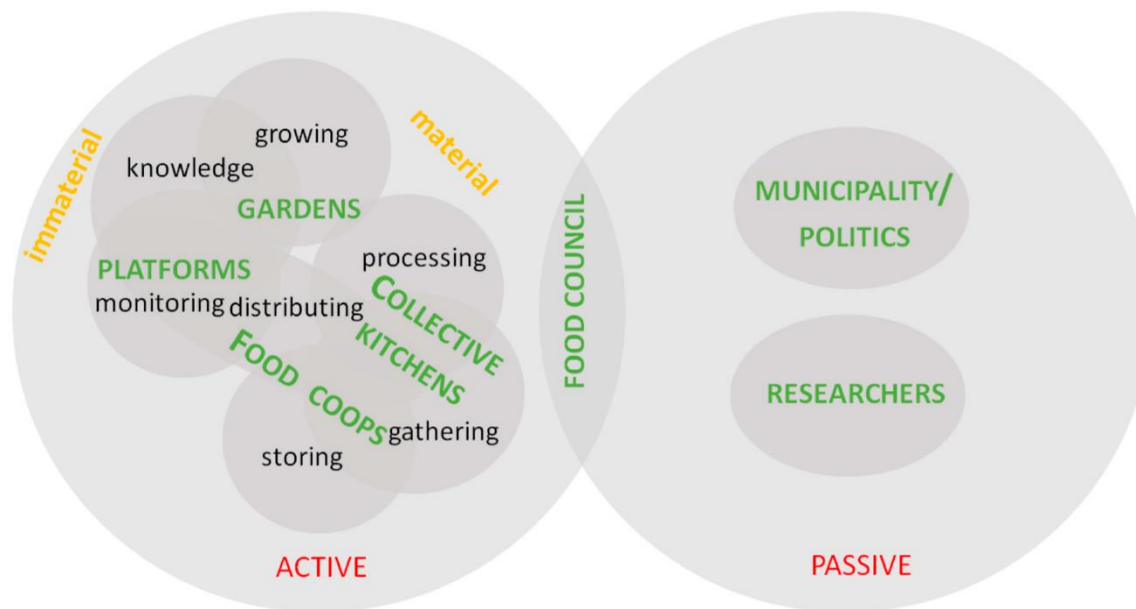 growing
knowledge
GARDENS
immaterial
material
PLATFORMS
monitoring
distributing
processing
COLLECTIVE
KITCHENS
FOOD COOPS
gathering
storing
ACTIVE
FOOD COUNCIL
MUNICIPALITY/
POLITICS
RESEARCHERS
PASSIVE